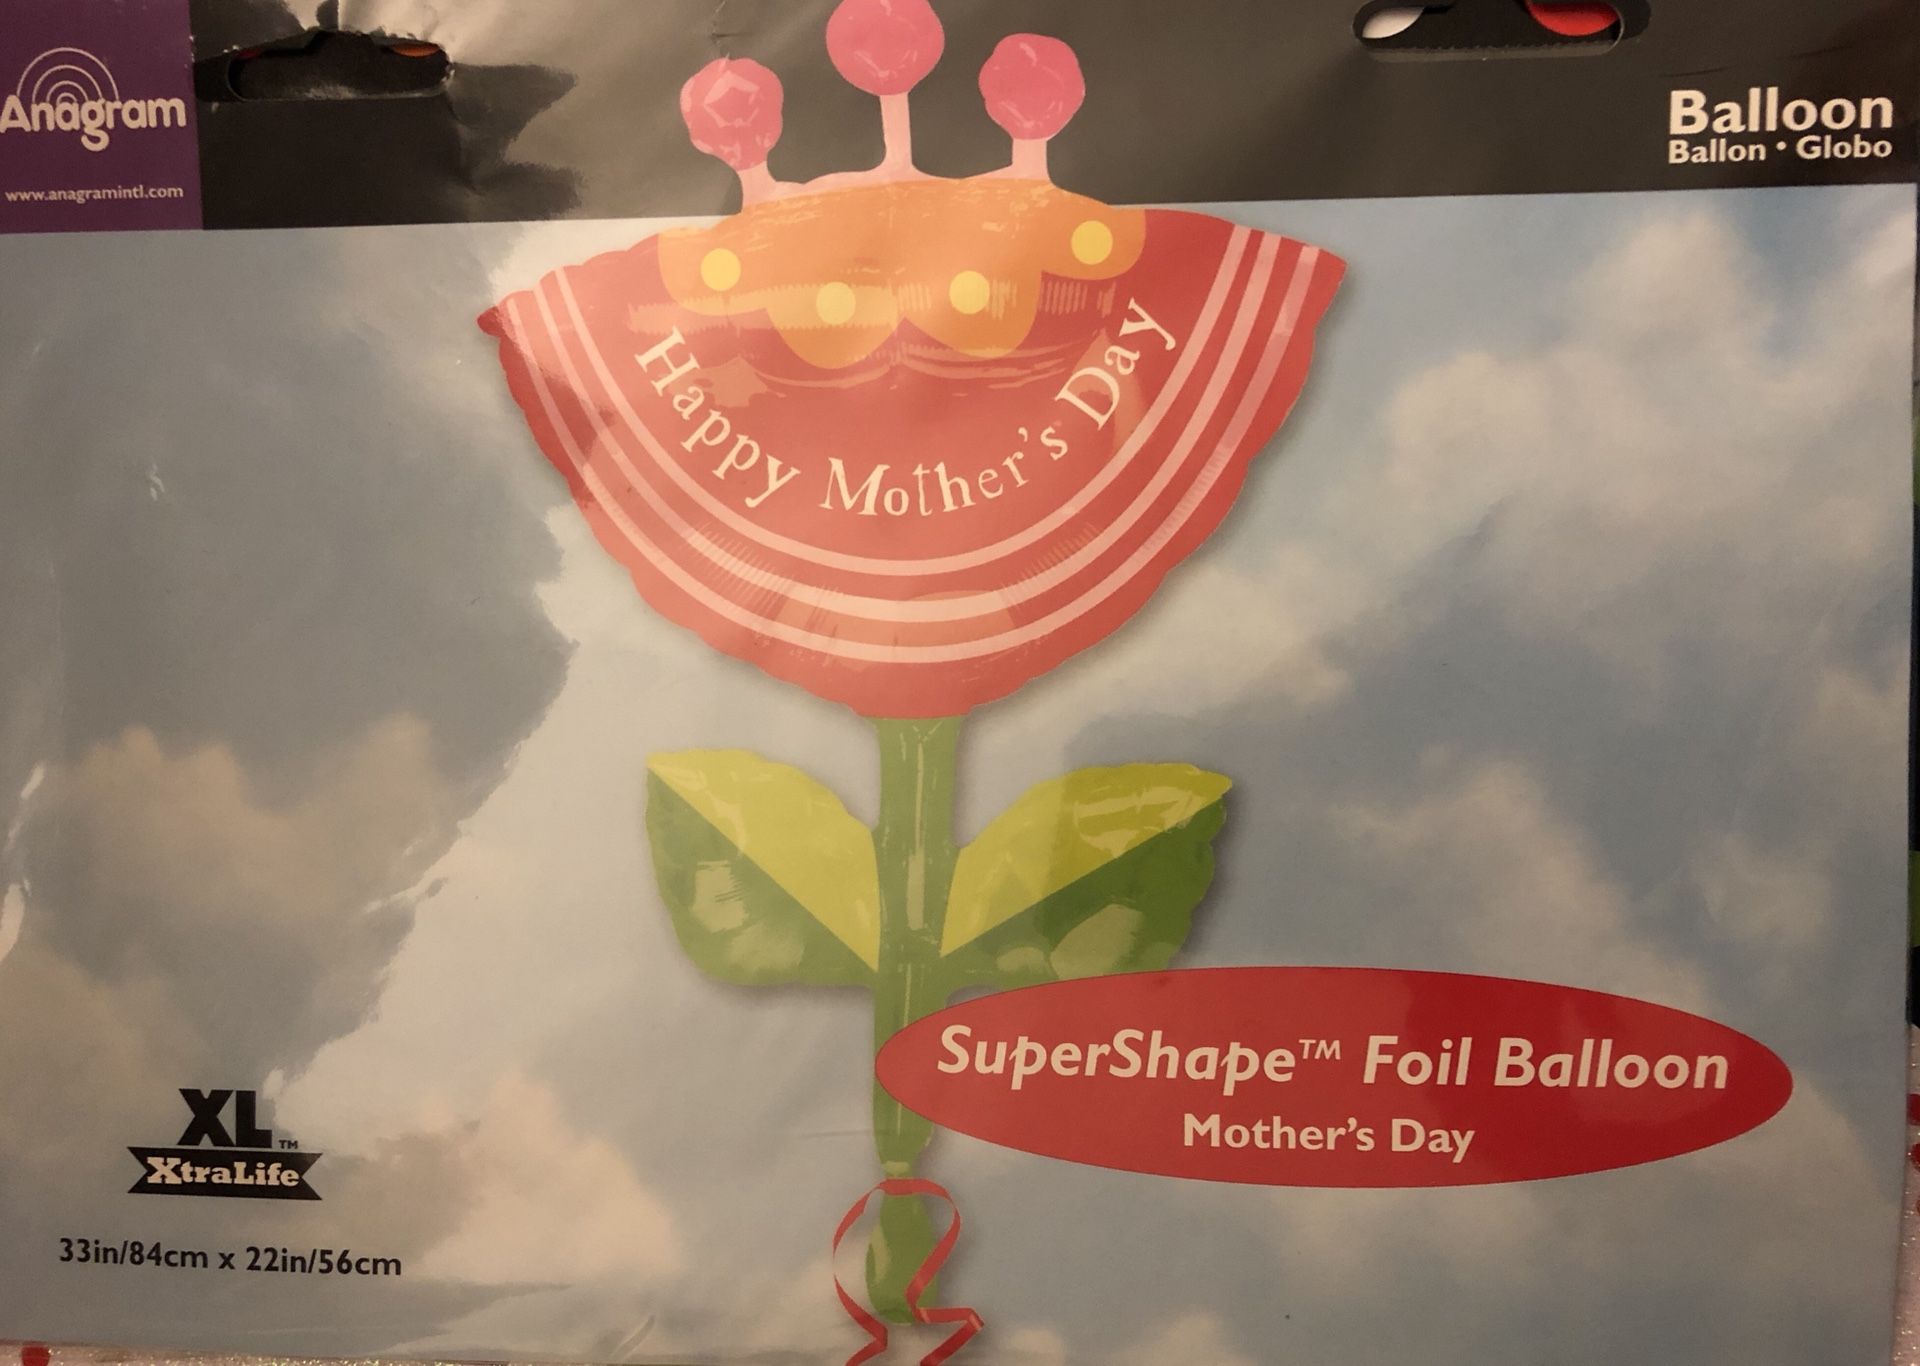 Anagram
www.anagramintl.com
Balloon
Ballon • Globo
Happy Mother's Day
SuperShape™ Foil Balloon
Mother's Day
XL™
XtraLife
33in/84cm x 22in/56cm